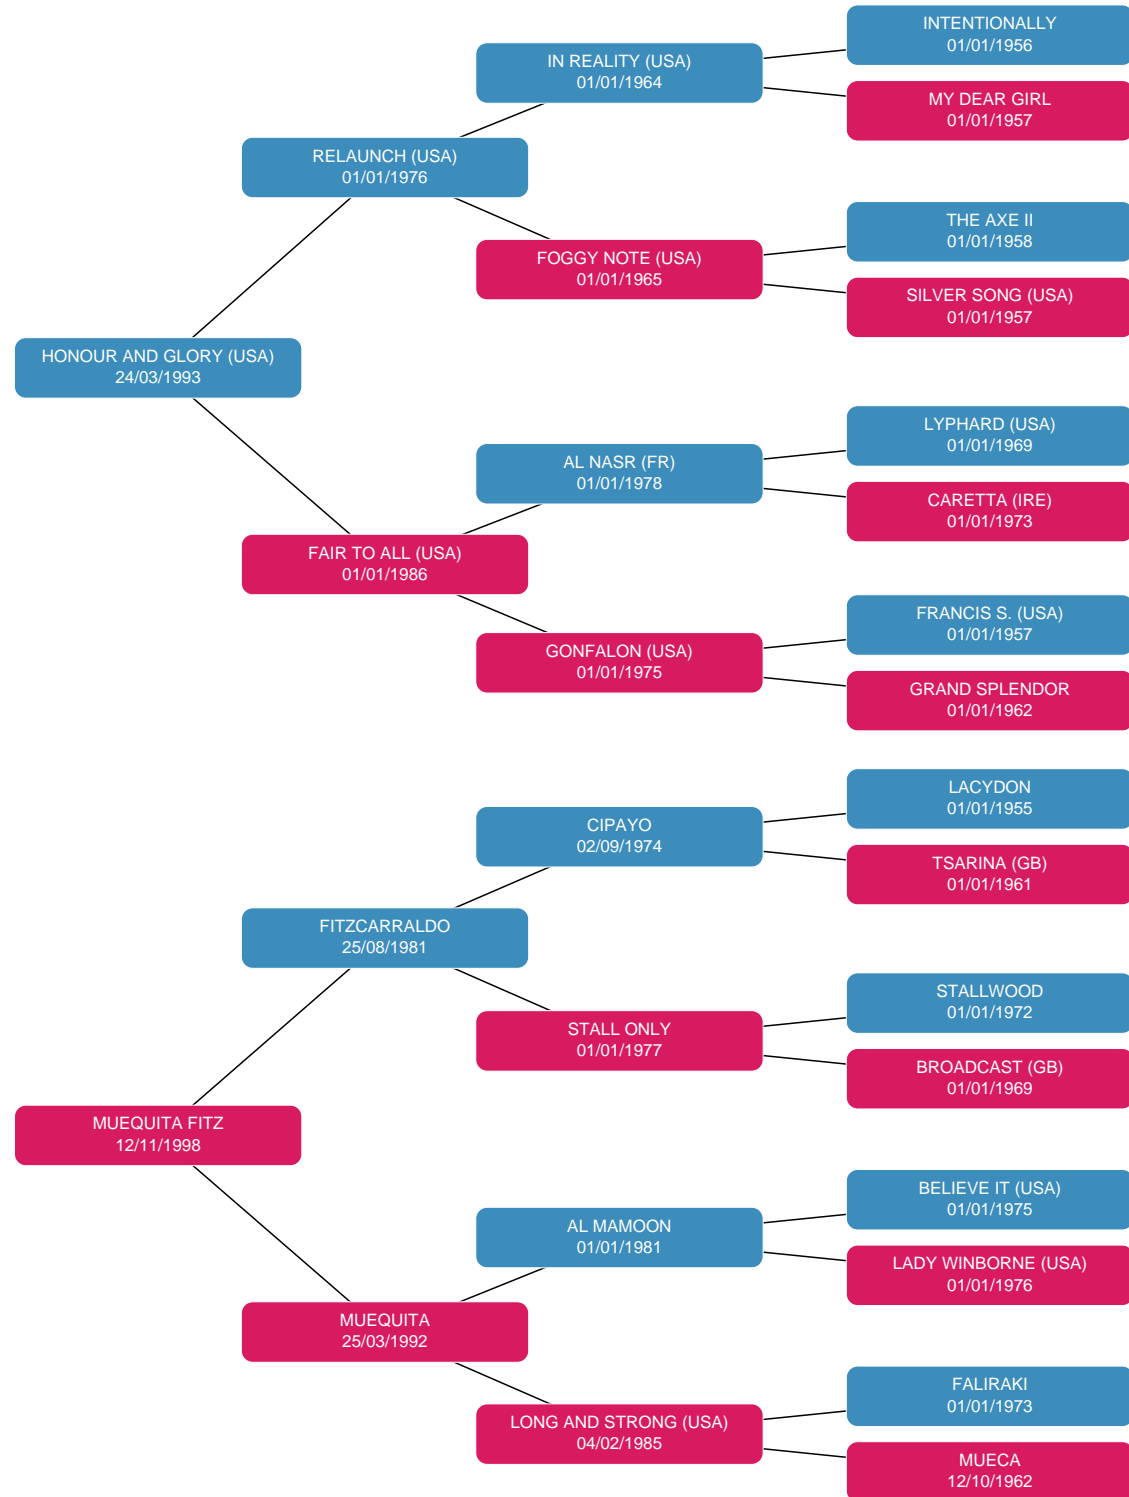 INTENTIONALLY
01/01/1956
IN REALITY (USA)
01/01/1964
MY DEAR GIRL
01/01/1957
RELAUNCH (USA)
01/01/1976
THE AXE II
01/01/1958
FOGGY NOTE (USA)
01/01/1965
SILVER SONG (USA)
01/01/1957
HONOUR AND GLORY (USA)
24/03/1993
LYPHARD (USA)
01/01/1969
AL NASR (FR)
01/01/1978
CARETTA (IRE)
01/01/1973
FAIR TO ALL (USA)
01/01/1986
FRANCIS S. (USA)
01/01/1957
GONFALON (USA)
01/01/1975
GRAND SPLENDOR
01/01/1962
LACYDON
01/01/1955
CIPAYO
02/09/1974
TSARINA (GB)
01/01/1961
FITZCARRALDO
25/08/1981
STALLWOOD
01/01/1972
STALL ONLY
01/01/1977
BROADCAST (GB)
01/01/1969
MUEQUITA FITZ
12/11/1998
BELIEVE IT (USA)
01/01/1975
AL MAMOON
01/01/1981
LADY WINBORNE (USA)
01/01/1976
MUEQUITA
25/03/1992
FALIRAKI
01/01/1973
LONG AND STRONG (USA)
04/02/1985
MUECA
12/10/1962